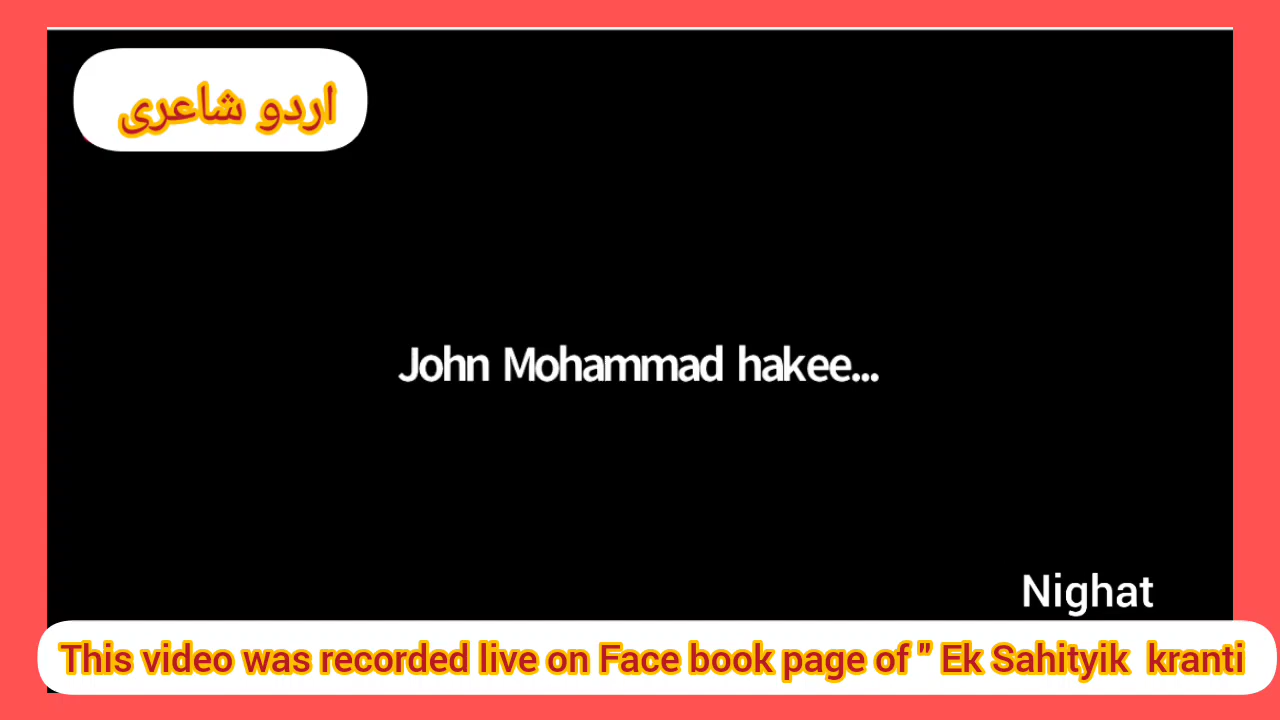 اردو شاعری
John Mohammad hakee...
Nighat
This video was recorded live on Face book page of " Ek Sahityik kranti